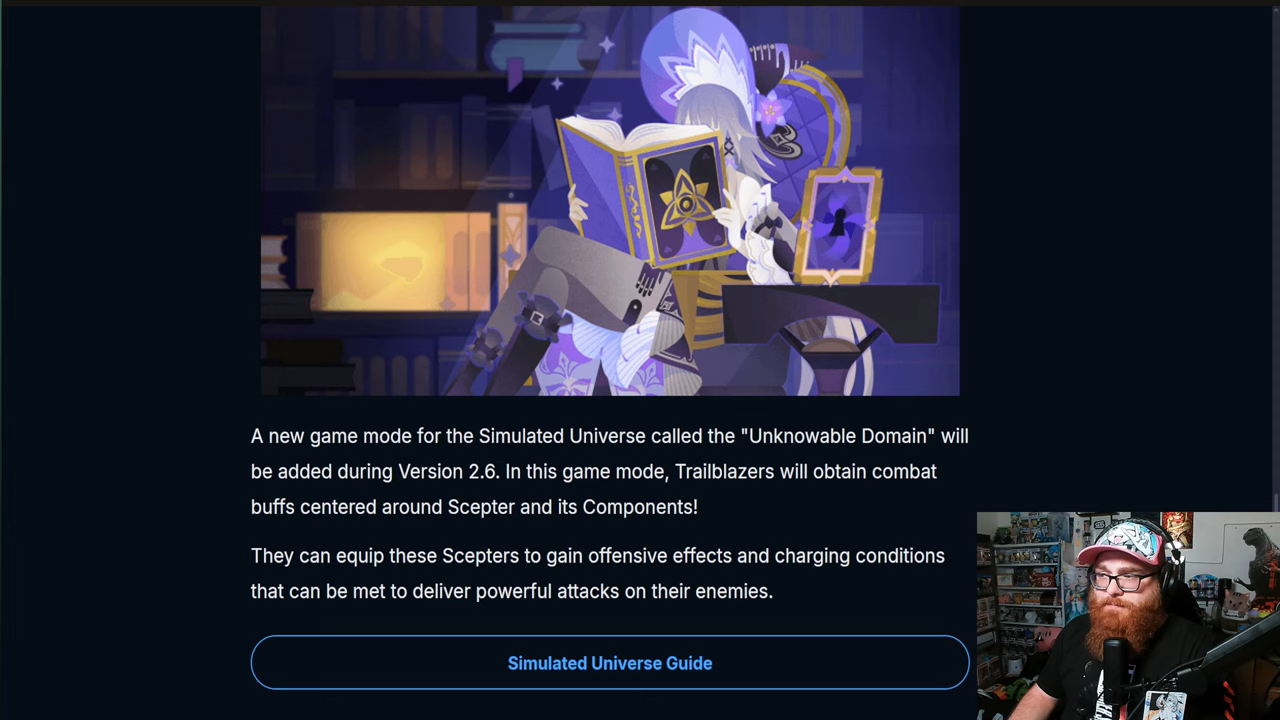 A new game mode for the Simulated Universe called the "Unknowable Domain" will
be added during Version 2.6. In this game mode, Trailblazers will obtain combat
buffs centered around Scepter and its Components!
They can equip these Scepters to gain offensive effects and charging conditions
that can be met to deliver powerful attacks on their enemies.
Simulated Universe Guide